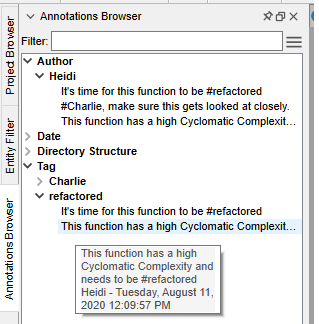 Annotations Browser
Filter:
Author
Heidi
It's time for this function to be #refactored
#Charlie, make sure this gets looked at closely.
This function has a high Cyclomatic Complexit...
Date
Directory Structure
Tag
Charlie
refactored
It's time for this function to be #refactored
This function has a high Cyclomatic Complexit...
This function has a high
Cyclomatic Complexity and
needs to be #refactored
Heidi - Tuesday, August 11,
2020 12:09:57 PM
Project Browser
Entity Filter
Annotations Browser